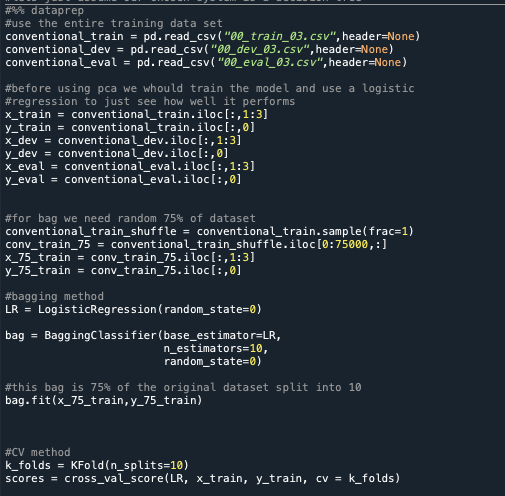 #%% dataprep
#use the entire training data set
conventional_train = pd.read_csv("00_train_03.csv",header=None)
conventional_dev = pd.read_csv("00_dev_03.csv",header=None)
conventional_eval = pd.read_csv("00_eval_03.csv",header=None)
#before using pca we whould train the model and use a logistic
#regression to just see how well it performs
x_train = conventional_train.iloc[:,1:3]
y_train = conventional_train.iloc[:,0]
x_dev = conventional_dev.iloc[:,1:3]
y_dev = conventional_dev.iloc[:,0]
x_eval = conventional_eval.iloc[:,1:3]
y_eval = conventional_eval.iloc[:,0]
#for bag we need random 75% of dataset
conventional_train_shuffle = conventional_train.sample(frac=1)
conv_train_75 = conventional_train_shuffle.iloc[0:75000,:]
x_75_train = conv_train_75.iloc[:,1:3]
y_75_train = conv_train_75.iloc[:,0]
#bagging method
LR = LogisticRegression(random_state=0)
bag = BaggingClassifier(base_estimator=LR,
n_estimators=10,
random_state=0)
#this bag is 75% of the original dataset split into 10
bag.fit(x_75_train,y_75_train)
#CV method
k_folds = KFold(n_splits=10)
scores = cross_val_score(LR, x_train, y_train, cv = k_folds)